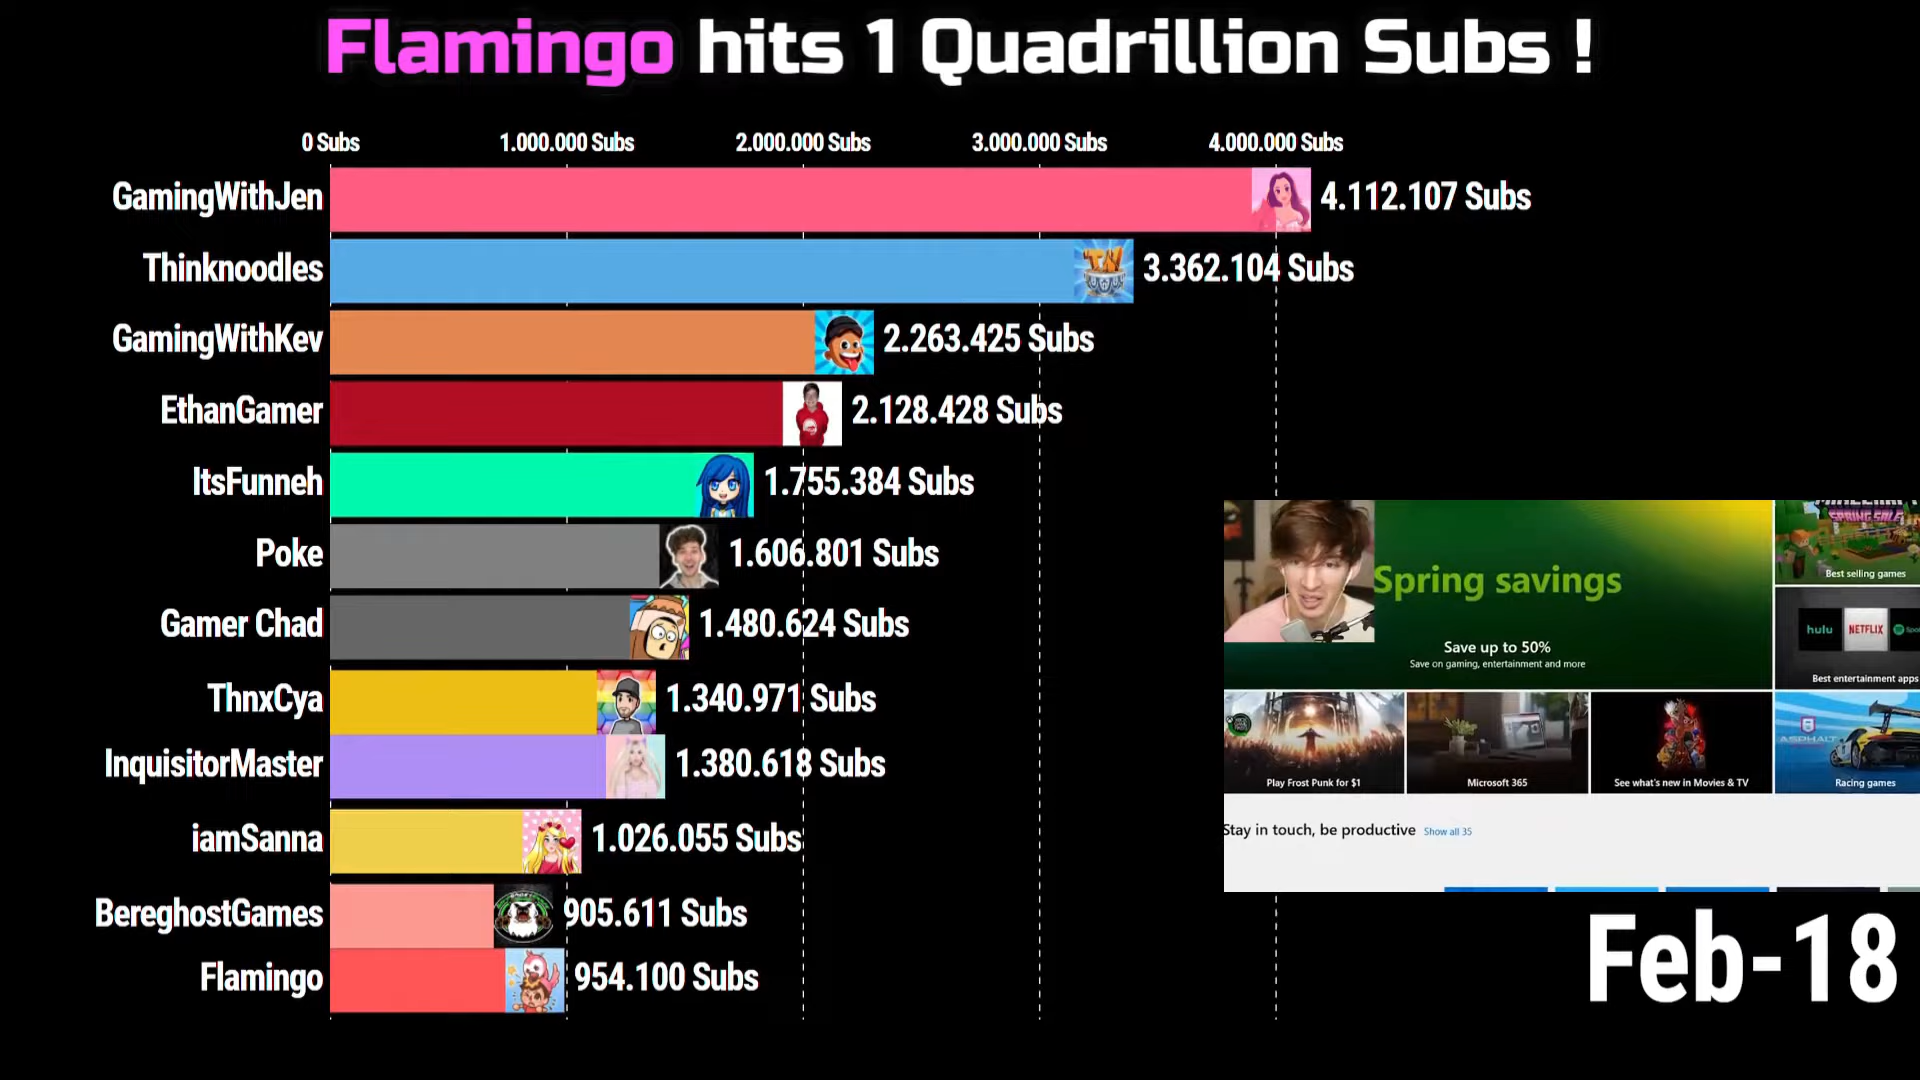 Flamingo hits 1 Quadrillion Subs !
0 Subs 1.000.000 Subs 2.000.000 Subs 3.000.000 Subs 4.000.000 Subs
GamingWithJen 4.112.107 Subs
Thinknoodles TN 3.362.104 Subs
GamingWithKev 2.263.425 Subs
EthanGamer 2.128.428 Subs
ItsFunneh 1.755.384 Subs
Poke 1.606.801 Subs
Gamer Chad 1.480.624 Subs
ThnxCya 1.340.971 Subs
InquisitorMaster 1.380.618 Subs
iamSanna 1.026.055 Subs
BereghostGames 905.611 Subs
Flamingo 954.100 Subs
MINECRAFT
SPRING SALE
Best selling games
Spring savings
Save up to 50%
Save on gaming, entertainment and more
hulu NETFLIX Spo
Best entertainment apps
ASPHALT
Play Frost Punk for $1 Microsoft 365 See what's new in Movies & TV Racing games
Stay in touch, be productive Show all 35
Feb-18